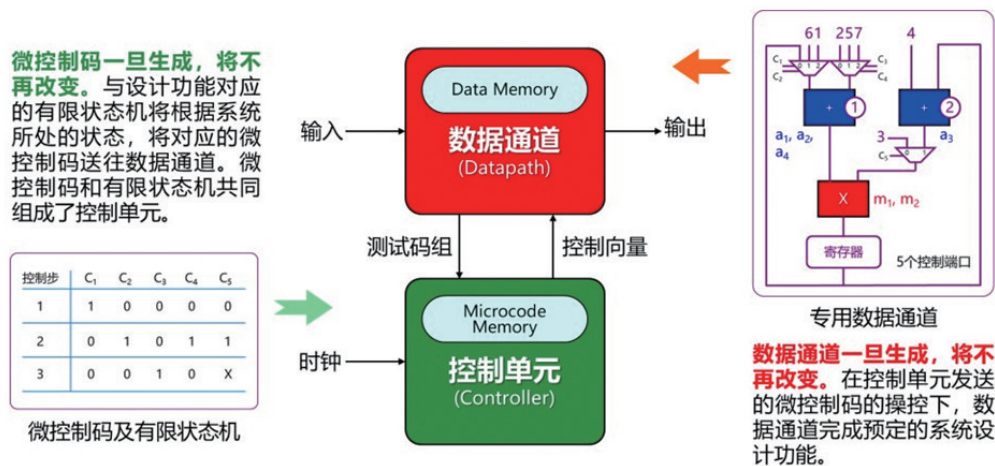 微控制码一旦生成，将不
再改变。与设计功能对应
的有限状态机将根据系统
所处的状态，将对应的微
控制码送往数据通道。微
控制码和有限状态机共同
组成了控制单元。
控制步 C₁ C₂ C₃ C₄ C₅
1 1 0 0 0 0
2 0 1 0 1 1
3 0 0 1 0 X
微控制码及有限状态机
Data Memory
数据通道
(Datapath)
输入
输出
测试码组
控制向量
Microcode
Memory
控制单元
(Controller)
时钟
61 257 4
C₁ 0 1 2 0 1 2 C₃
C₂ C₄
+ 1 + 2
a₁, a₂,
a₄
a₃
3
C₅ 0 1
X m₁, m₂
寄存器
5个控制端口
专用数据通道
数据通道一旦生成，将不
再改变。在控制单元发送
的微控制码的操控下，数
据通道完成预定的系统设
计功能。